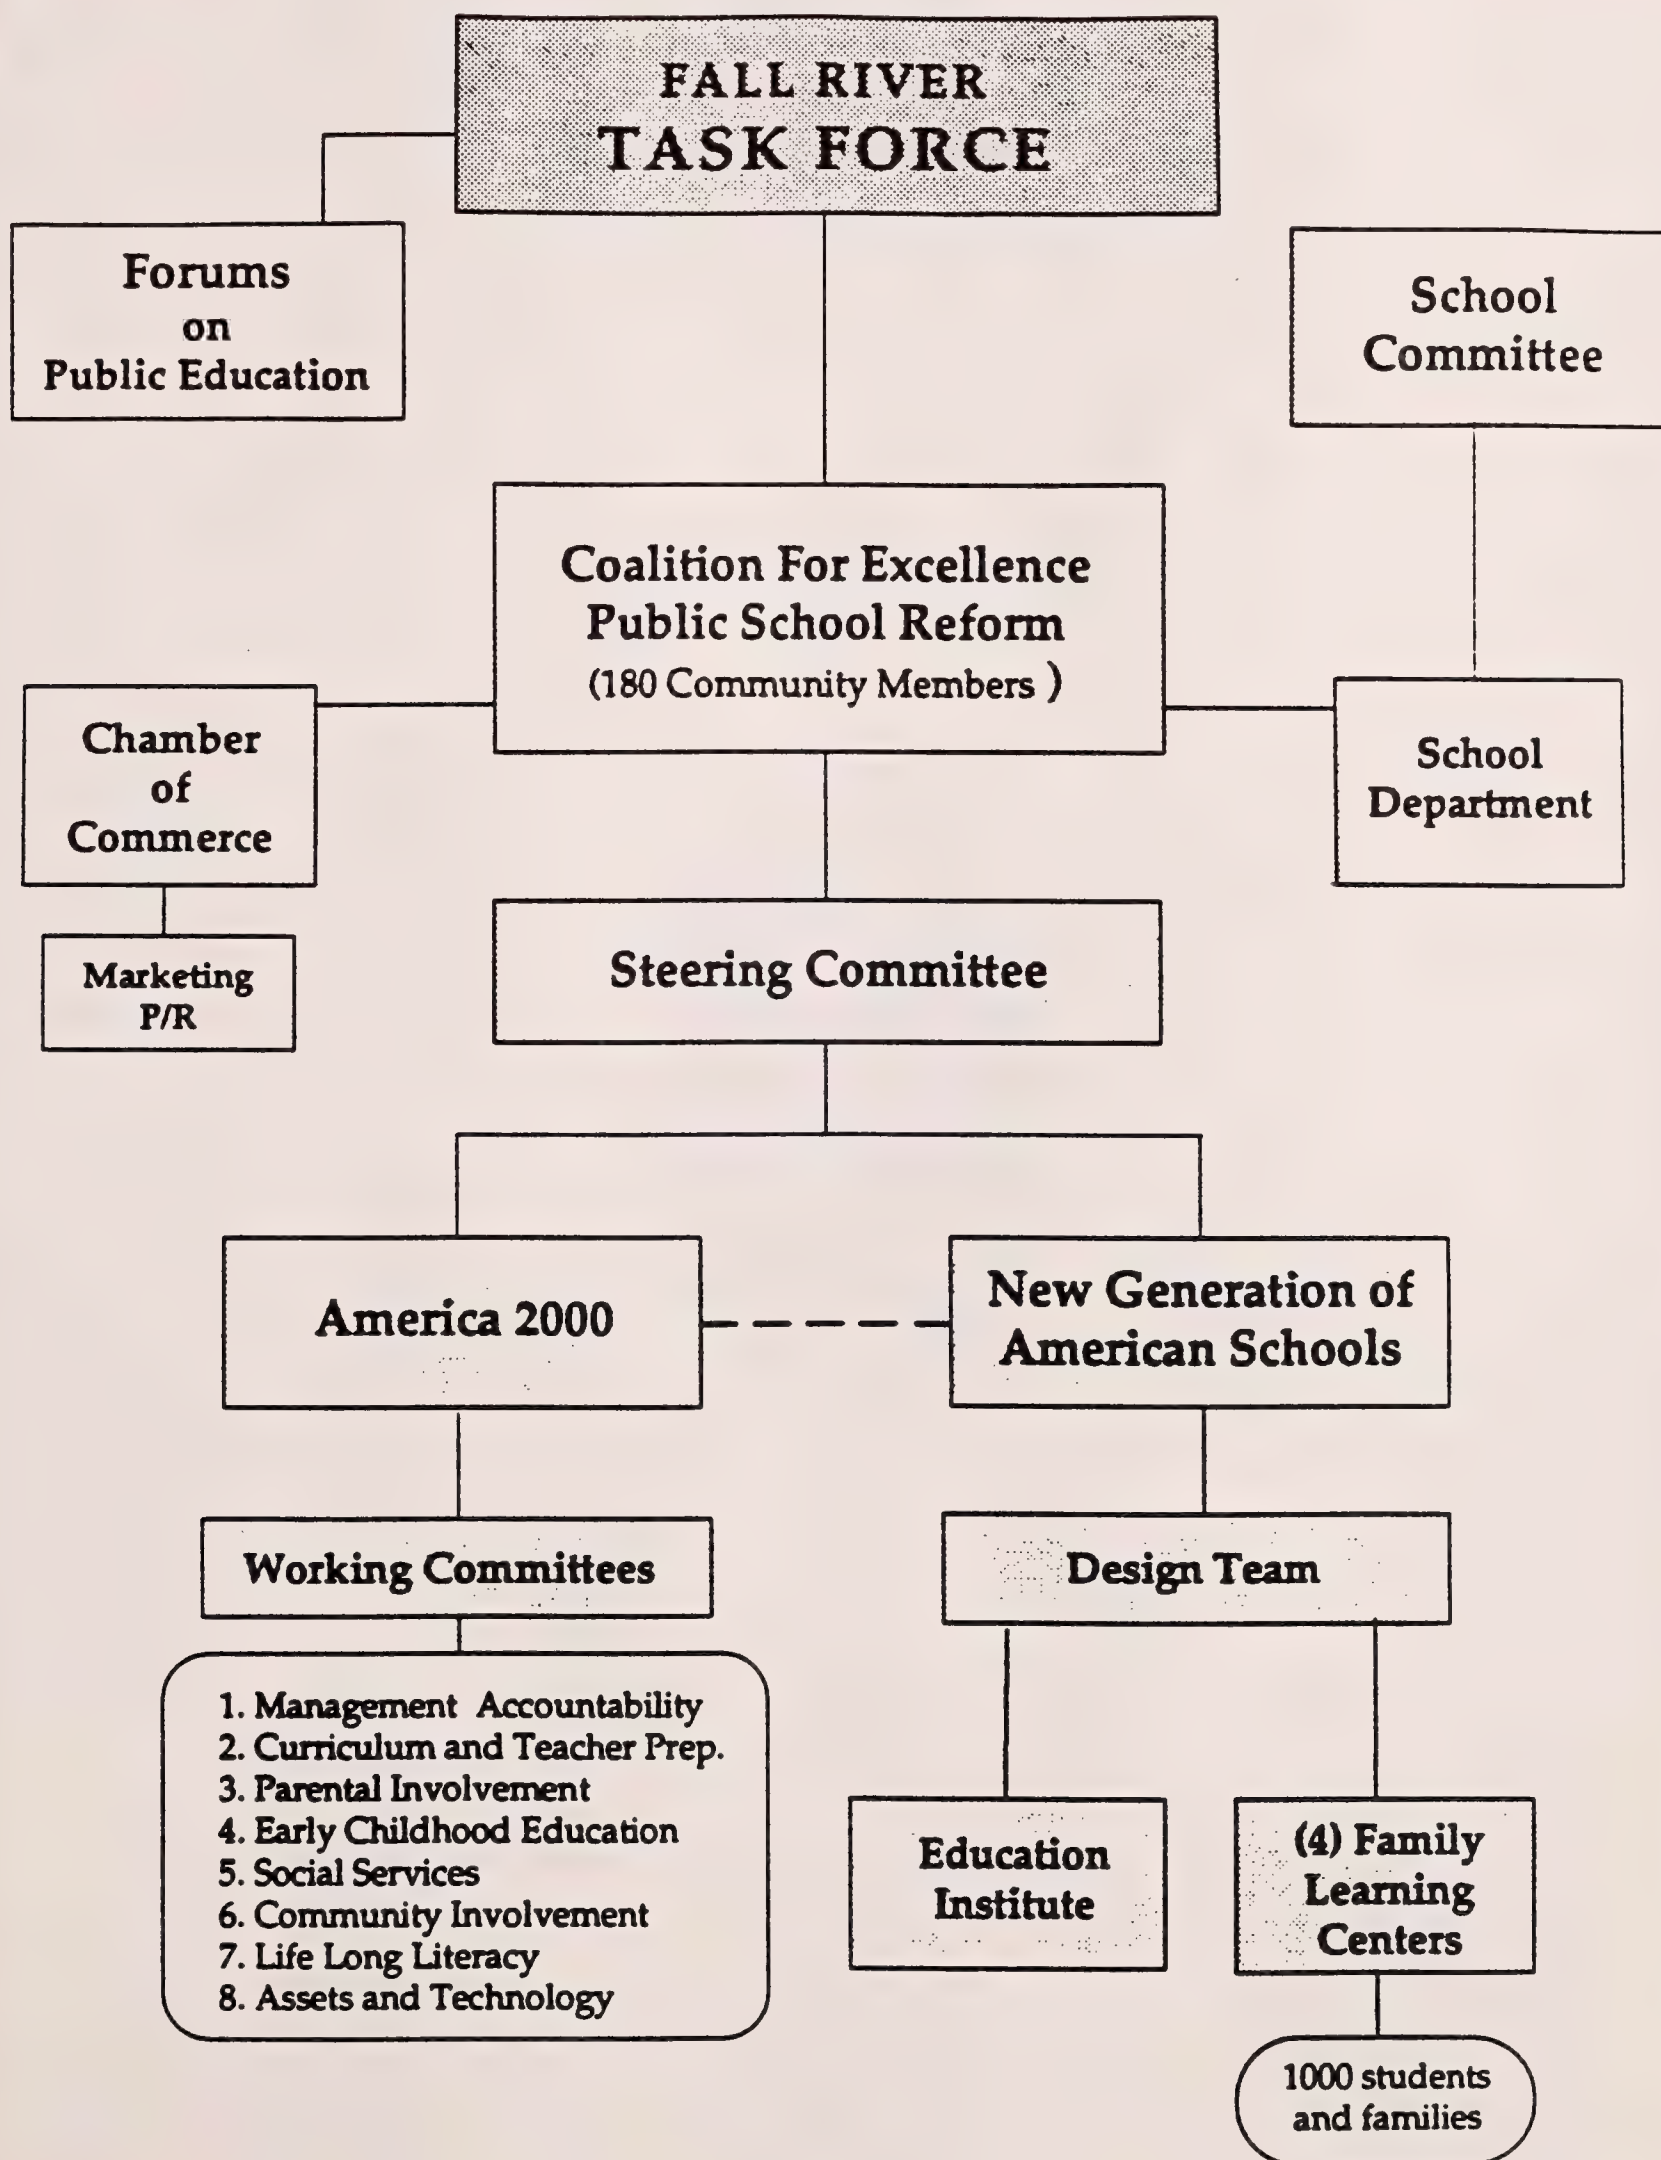 FALL RIVER
TASK FORCE
Forums
on
Public Education
School
Committee
Coalition For Excellence
Public School Reform
(180 Community Members )
Chamber
of
Commerce
School
Department
Marketing
P/R
Steering Committee
America 2000
New Generation of
American Schools
Working Committees
Design Team
1. Management Accountability
2. Curriculum and Teacher Prep.
3. Parental Involvement
4. Early Childhood Education
5. Social Services
6. Community Involvement
7. Life Long Literacy
8. Assets and Technology
Education
Institute
(4) Family
Learning
Centers
1000 students
and families